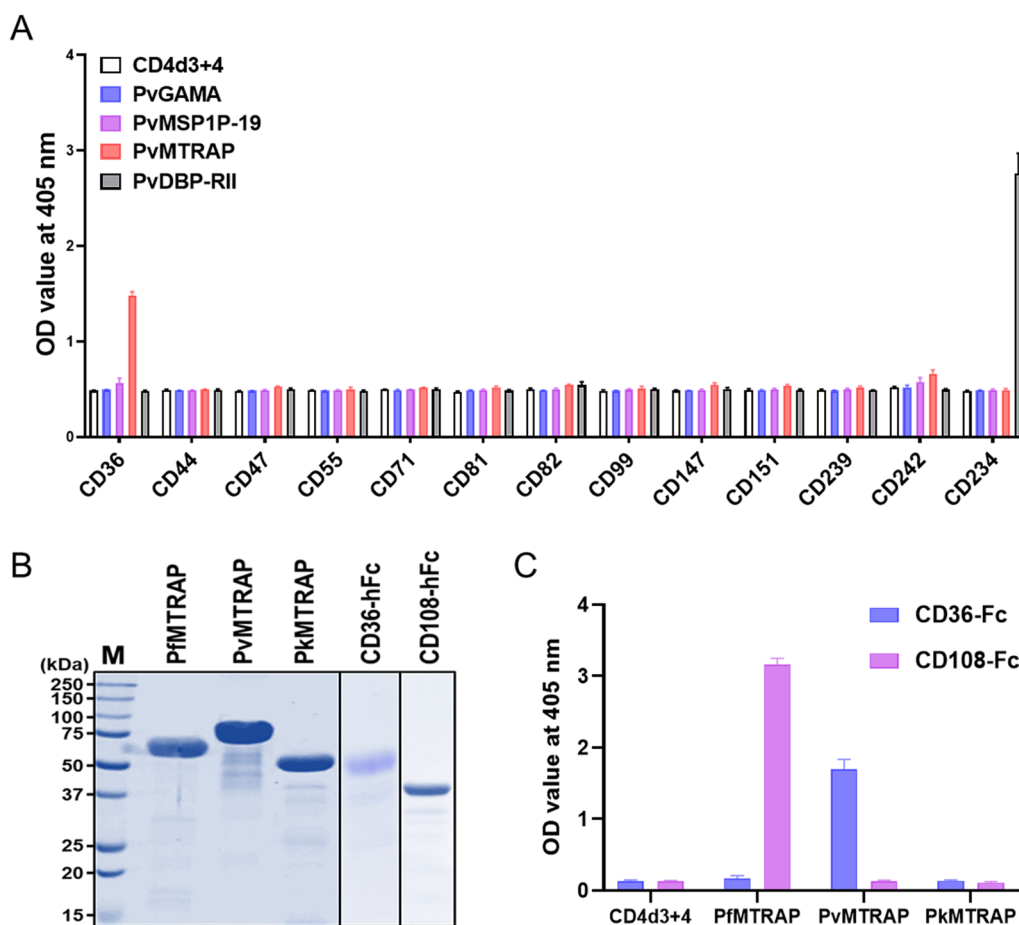 A
OD value at 405 nm
4
3
2
1
0
CD4d3+4
PvGAMA
PvMSP1P-19
PvMTRAP
PvDBP-RII
CD36
CD44
CD47
CD55
CD71
CD81
CD82
CD99
CD147
CD151
CD239
CD242
CD234
B
(kDa)
M
PfMTRAP
PvMTRAP
PkMTRAP
CD36-hFc
CD108-hFc
250
150
100
75
50
37
25
20
15
C
OD value at 405 nm
4
3
2
1
0
CD36-Fc
CD108-Fc
CD4d3+4
PfMTRAP
PvMTRAP
PkMTRAP